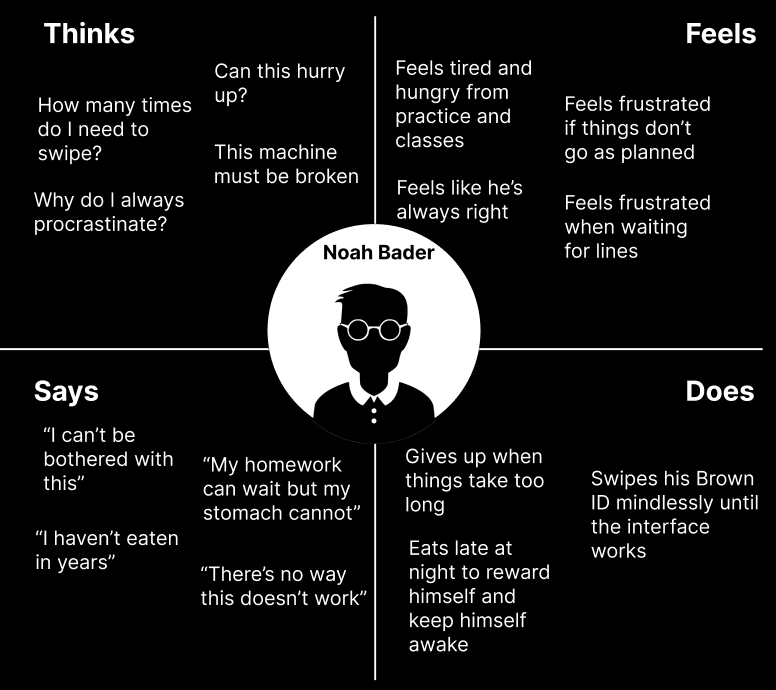 Thinks
Can this hurry
up?
How many times
do I need to
swipe?
This machine
must be broken
Why do I always
procrastinate?
Feels
Feels tired and
hungry from
practice and
classes
Feels frustrated
if things don’t
go as planned
Feels like he’s
always right
Feels frustrated
when waiting
for lines
Noah Bader
Says
“I can’t be
bothered with
this”
“My homework
can wait but my
stomach cannot”
“I haven’t eaten
in years”
“There’s no way
this doesn’t work”
Does
Gives up when
things take too
long
Swipes his Brown
ID mindlessly until
the interface
works
Eats late at
night to reward
himself and
keep himself
awake